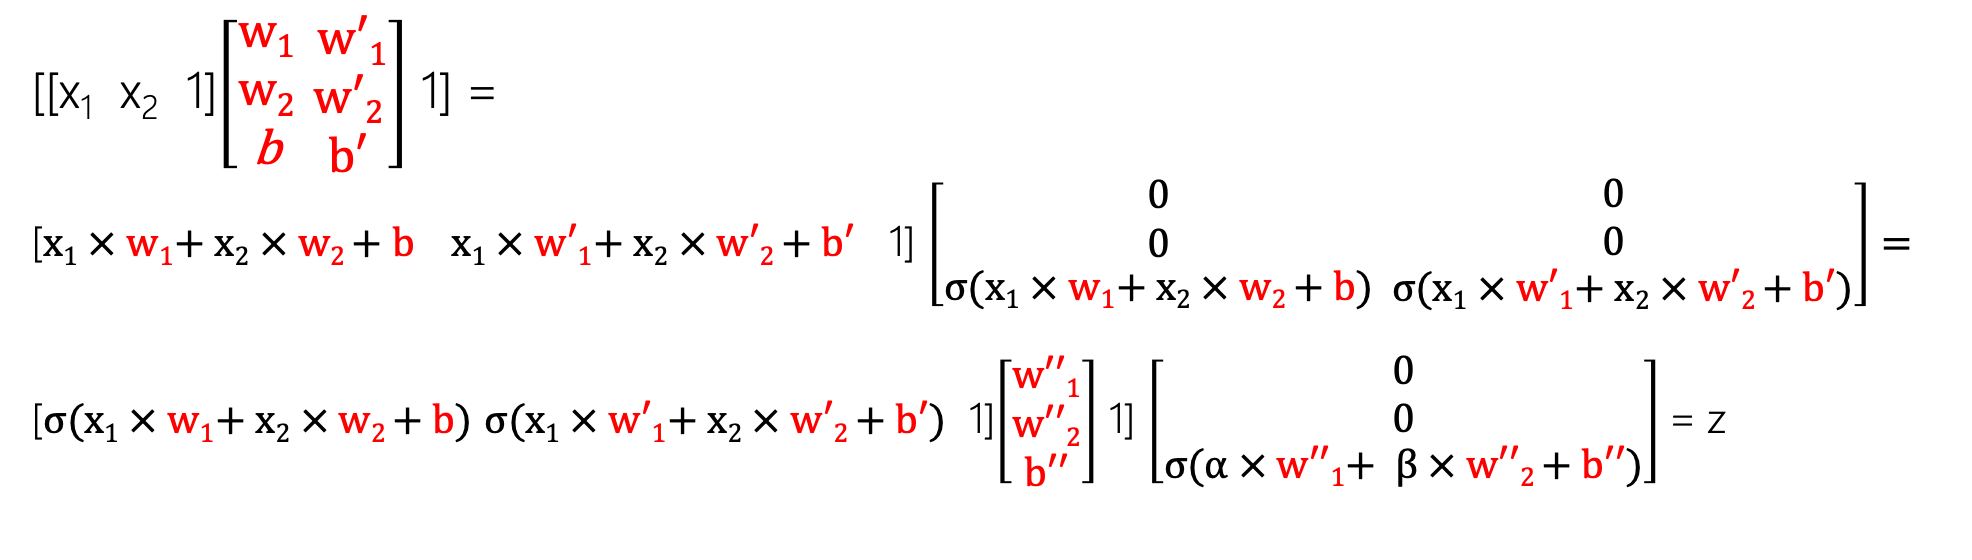 [[x₁ x₂ 1] [w₁ w′₁; w₂ w′₂; b b′] 1] =
[x₁ × w₁+ x₂ × w₂ + b x₁ × w′₁+ x₂ × w′₂ + b′ 1] [0 0; 0 0; σ(x₁ × w₁+ x₂ × w₂ + b) σ(x₁ × w′₁+ x₂ × w′₂ + b′)] =
[σ(x₁ × w₁+ x₂ × w₂ + b) σ(x₁ × w′₁+ x₂ × w′₂ + b′) 1] [w′′₁; w′′₂; b′′] 1] [0; 0; σ(α × w′′₁+ β × w′′₂ + b′′)] = z